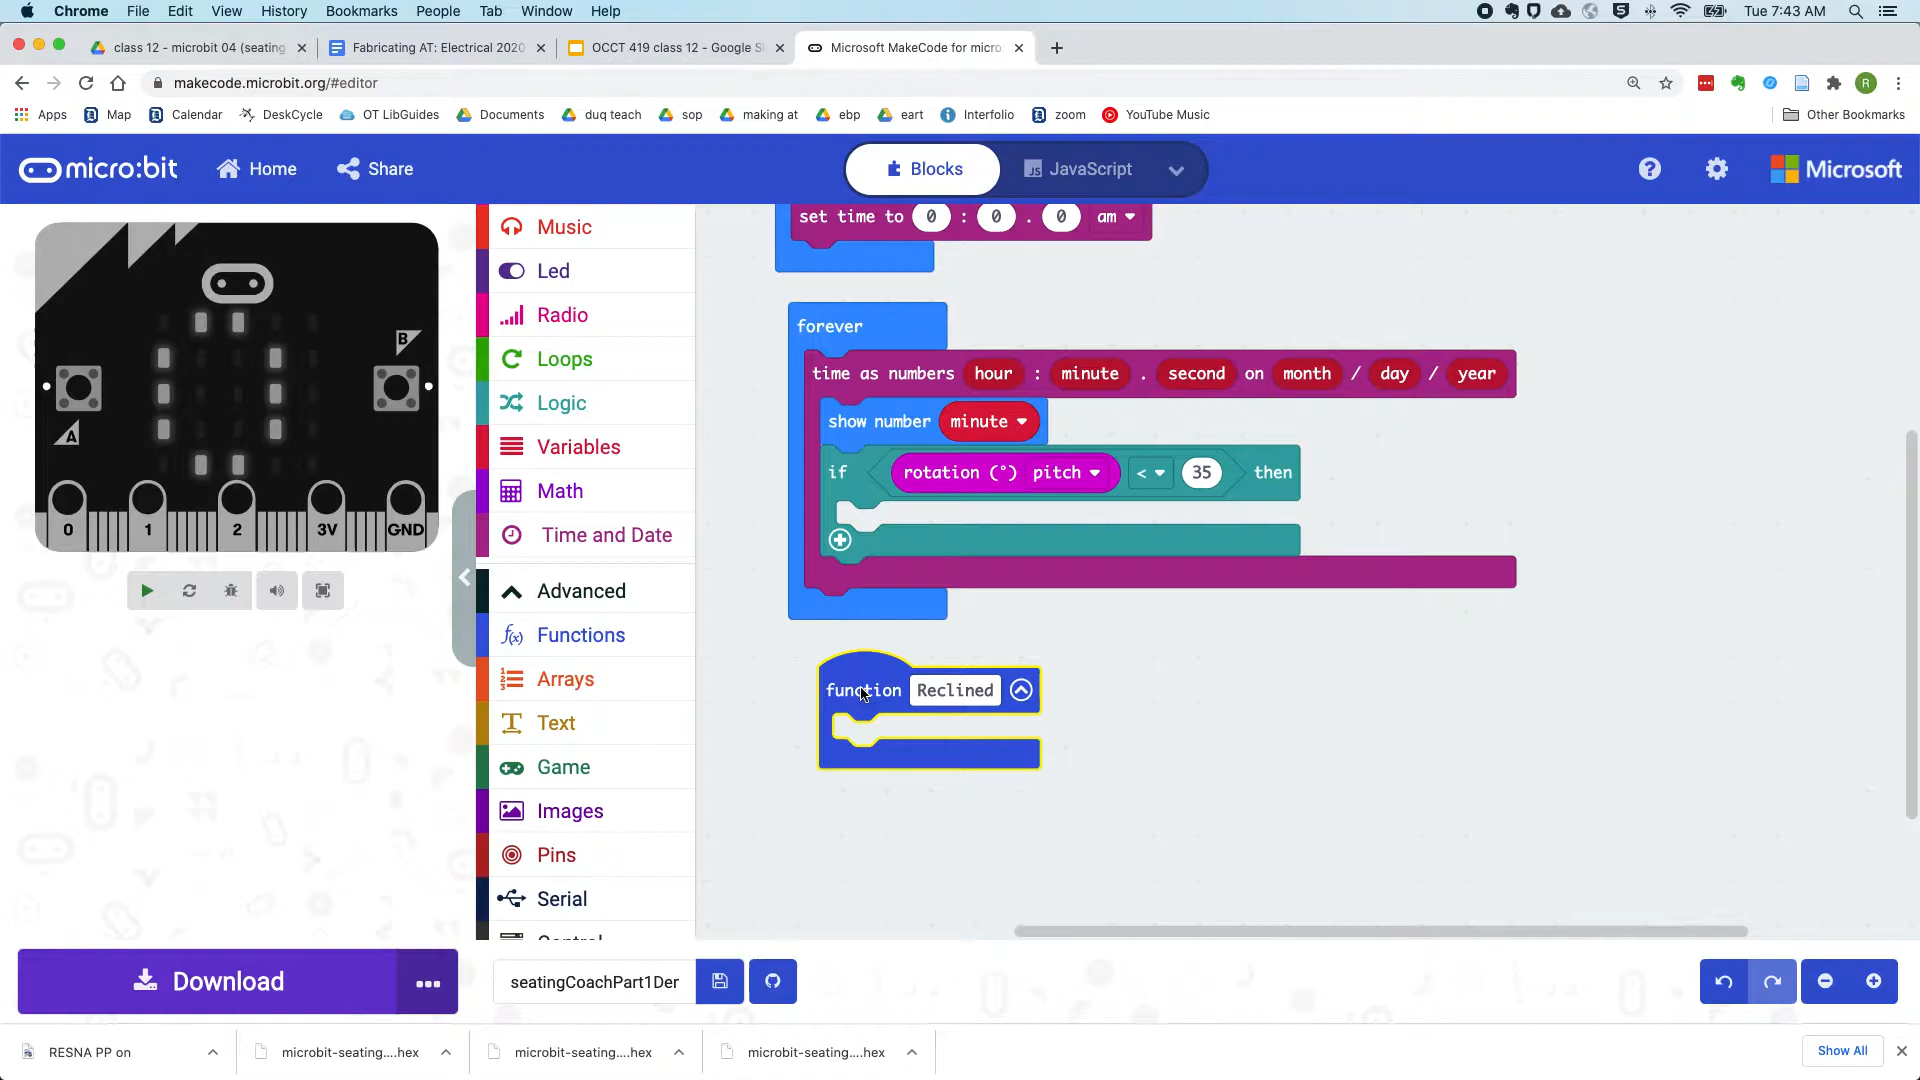 Chrome File Edit View History Bookmarks People Tab Window Help Tue 7:43 AM
class 12 - microbit 04 (seating Fabricating AT: Electrical 2020 OCCT 419 class 12 - Google Sl Microsoft MakeCode for micro
makecode.microbit.org/#editor R
Apps Map Calendar DeskCycle OT LibGuides Documents duq teach sop making at ebp eart Interfolio zoom YouTube Music Other Bookmarks
micro:bit Home Share Blocks JavaScript Microsoft
Music
Led
Radio
Loops
Logic
Variables
Math
Time and Date
Advanced
Functions
Arrays
Text
Game
Images
Pins
Serial
Control
A
B
0 1 2 3V GND
set time to 0 : 0 . 0 am
forever
time as numbers hour : minute . second on month / day / year
show number minute
if rotation (°) pitch < 35 then
function Reclined
Download ... seatingCoachPart1Der
RESNA PP on microbit-seating....hex microbit-seating....hex microbit-seating....hex Show All